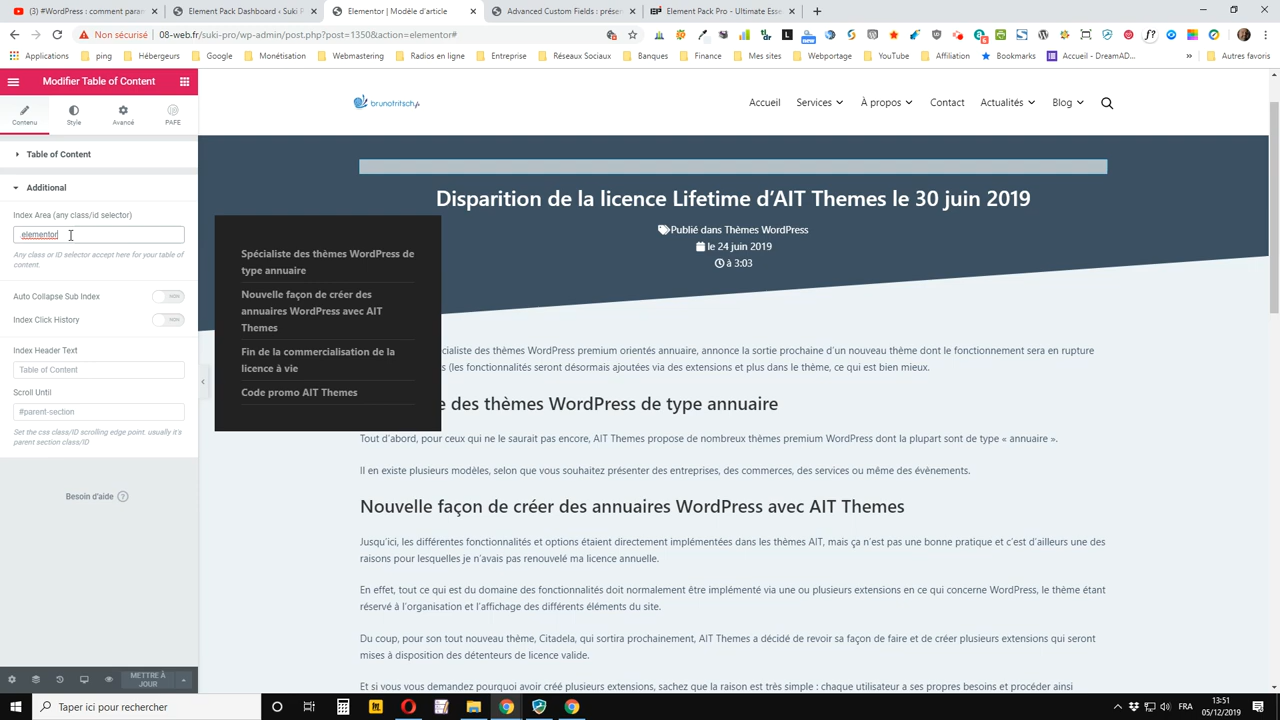 (3) #WordPress : comment param
Element Pack Dashboard ‹ Suki P
Elementor | Modèle d'article
Advanced Custom Fields : présen
Element Pack Pro - Ultimate Esse
Non sécurisé
08-web.fr/suki-pro/wp-admin/post.php?post=1350&action=elementor#
Applications
ping
Hébergeurs
Google
Monétisation
Webmastering
Radios en ligne
Entreprise
Réseaux Sociaux
Banques
Finance
Mes sites
Webportage
YouTube
Affiliation
Bookmarks
Accueil - DreamAD...
»
Autres favoris
Modifier Table of Content
Contenu
Style
Avancé
PAFE
Table of Content
Additional
Index Area (any class/id selector)
elementor
Any class or ID selector accept here for your table of
content.
Auto Collapse Sub Index
NON
Index Click History
NON
Index Header Text
Table of Content
Scroll Until
#parent-section
Set the css class/ID scrolling edge point. usually it's
parent section class/ID
Besoin d'aide ?
METTRE À
JOUR
Accueil
Services
À propos
Contact
Actualités
Blog
Disparition de la licence Lifetime d'AIT Themes le 30 juin 2019
Publié dans Thèmes WordPress
le 24 juin 2019
à 3:03
Spécialiste des thèmes WordPress de
type annuaire
Nouvelle façon de créer des
annuaires WordPress avec AIT
Themes
Fin de la commercialisation de la
licence à vie
Code promo AIT Themes
cialiste des thèmes WordPress premium orientés annuaire, annonce la sortie prochaine d'un nouveau thème dont le fonctionnement sera en rupture
s (les fonctionnalités seront désormais ajoutées via des extensions et plus dans le thème, ce qui est bien mieux.
e des thèmes WordPress de type annuaire
Tout d'abord, pour ceux qui ne le saurait pas encore, AIT Themes propose de nombreux thèmes premium WordPress dont la plupart sont de type « annuaire ».
Il en existe plusieurs modèles, selon que vous souhaitez présenter des entreprises, des commerces, des services ou même des évènements.
Nouvelle façon de créer des annuaires WordPress avec AIT Themes
Jusqu'ici, les différentes fonctionnalités et options étaient directement implémentées dans les thèmes AIT, mais ça n'est pas une bonne pratique et c'est d'ailleurs une des
raisons pour lesquelles je n'avais pas renouvelé ma licence annuelle.
En effet, tout ce qui est du domaine des fonctionnalités doit normalement être implémenté via une ou plusieurs extensions en ce qui concerne WordPress, le thème étant
réservé à l'organisation et l'affichage des différents éléments du site.
Du coup, pour son tout nouveau thème, Citadela, qui sortira prochainement, AIT Themes a décidé de revoir sa façon de faire et de créer plusieurs extensions qui seront
mises à disposition des détenteurs de licence valide.
Et si vous vous demandez pourquoi avoir créé plusieurs extensions, sachez que la raison est très simple : chaque utilisateur a ses propres besoins et procéder ainsi
Taper ici pour rechercher
FRA
13:51
05/12/2019